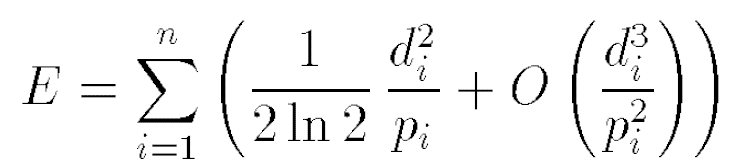 E = \sum_{i=1}^{n} \left( \frac{1}{2 \ln 2} \frac{d_i^2}{p_i} + O \left( \frac{d_i^3}{p_i^2} \right) \right)